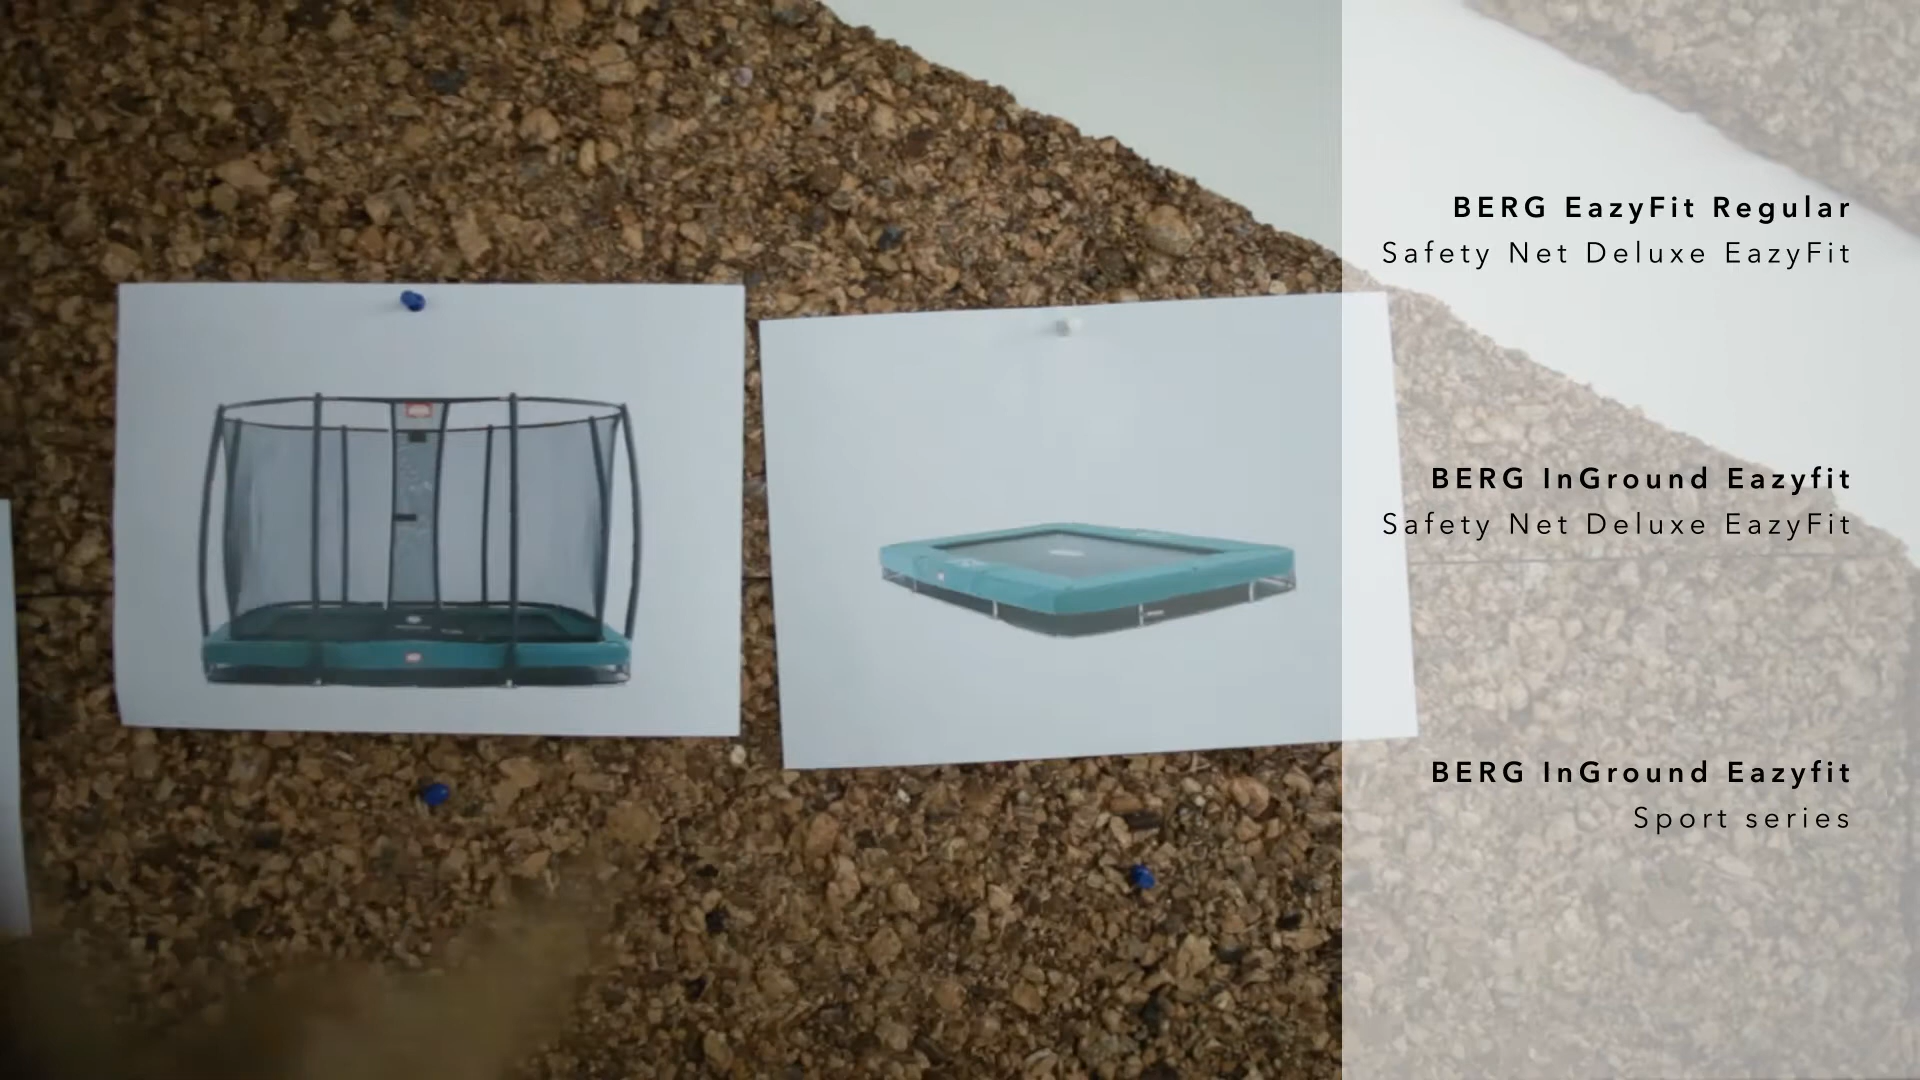 BERG EazyFit Regular
Safety Net Deluxe EazyFit
BERG InGround Eazyfit
Safety Net Deluxe EazyFit
BERG InGround Eazyfit
Sport series